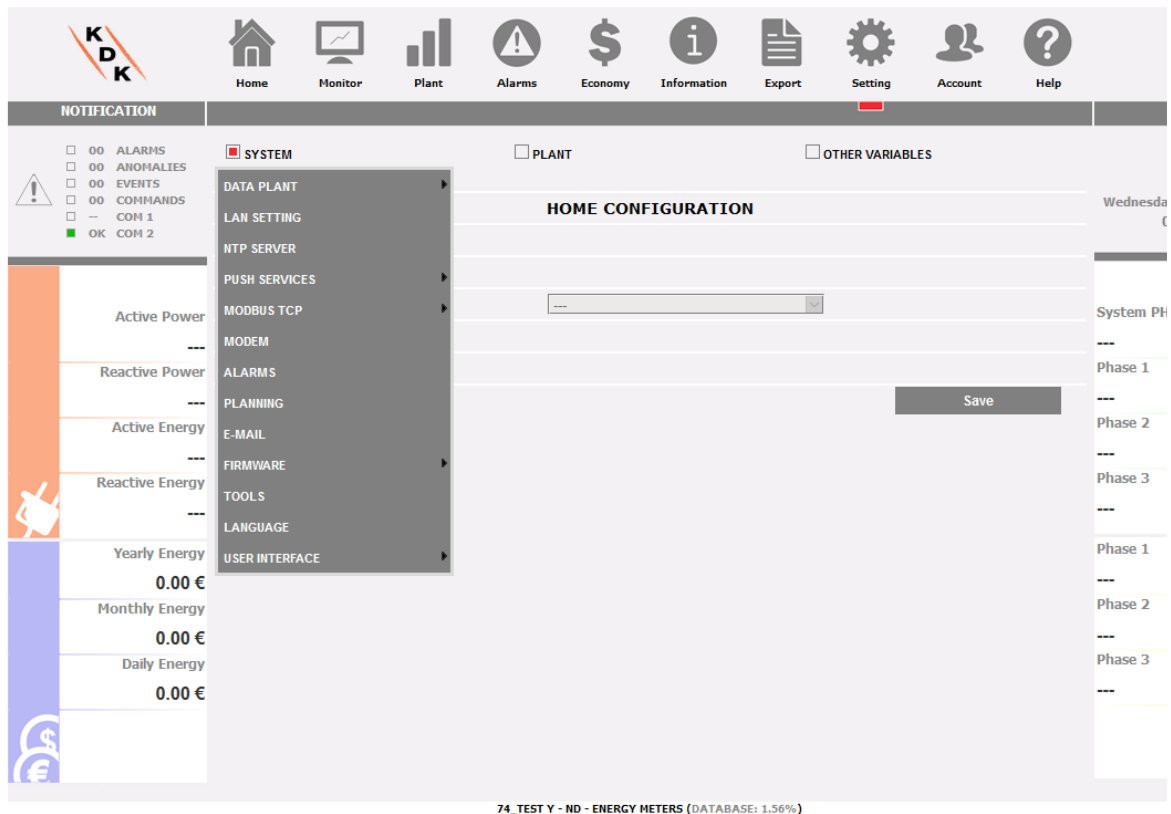 K
D
K
Home
Monitor
Plant
Alarms
Economy
Information
Export
Setting
Account
Help
NOTIFICATION
00 ALARMS
00 ANOMALIES
00 EVENTS
00 COMMANDS
-- COM 1
OK COM 2
SYSTEM
PLANT
OTHER VARIABLES
DATA PLANT
LAN SETTING
NTP SERVER
PUSH SERVICES
MODBUS TCP
MODEM
ALARMS
PLANNING
E-MAIL
FIRMWARE
TOOLS
LANGUAGE
USER INTERFACE
HOME CONFIGURATION
---
Save
Active Power
---
Reactive Power
---
Active Energy
---
Reactive Energy
---
Yearly Energy
0.00 €
Monthly Energy
0.00 €
Daily Energy
0.00 €
System PH
---
Phase 1
---
Phase 2
---
Phase 3
---
Phase 1
---
Phase 2
---
Phase 3
---
74_TEST Y - ND - ENERGY METERS (DATABASE: 1.56%)